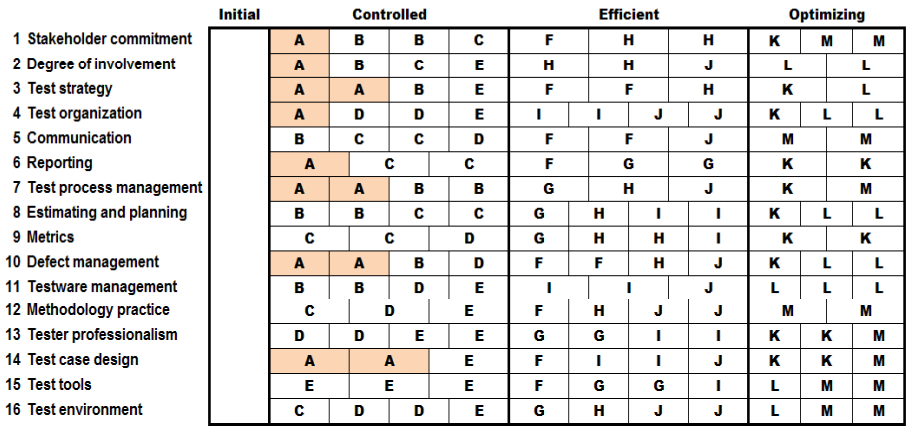 Initial Controlled Efficient Optimizing
1 Stakeholder commitment A B B C F H H K M M
2 Degree of involvement A B C E H H J L L
3 Test strategy A A B E F F H K L
4 Test organization A D D E I I J J K L L
5 Communication B C C D F F J M M
6 Reporting A C C F G G K K
7 Test process management A A B B G H J K M
8 Estimating and planning B B C C G H I I K L L
9 Metrics C C D G H H I K K
10 Defect management A A B D F F H J K L L
11 Testware management B B D E I I J L L L
12 Methodology practice C D E F H J J M M
13 Tester professionalism D D E E G G I I K K M
14 Test case design A A E F I I J K K M
15 Test tools E E E F G G I L M M
16 Test environment C D D E G H J J L M M